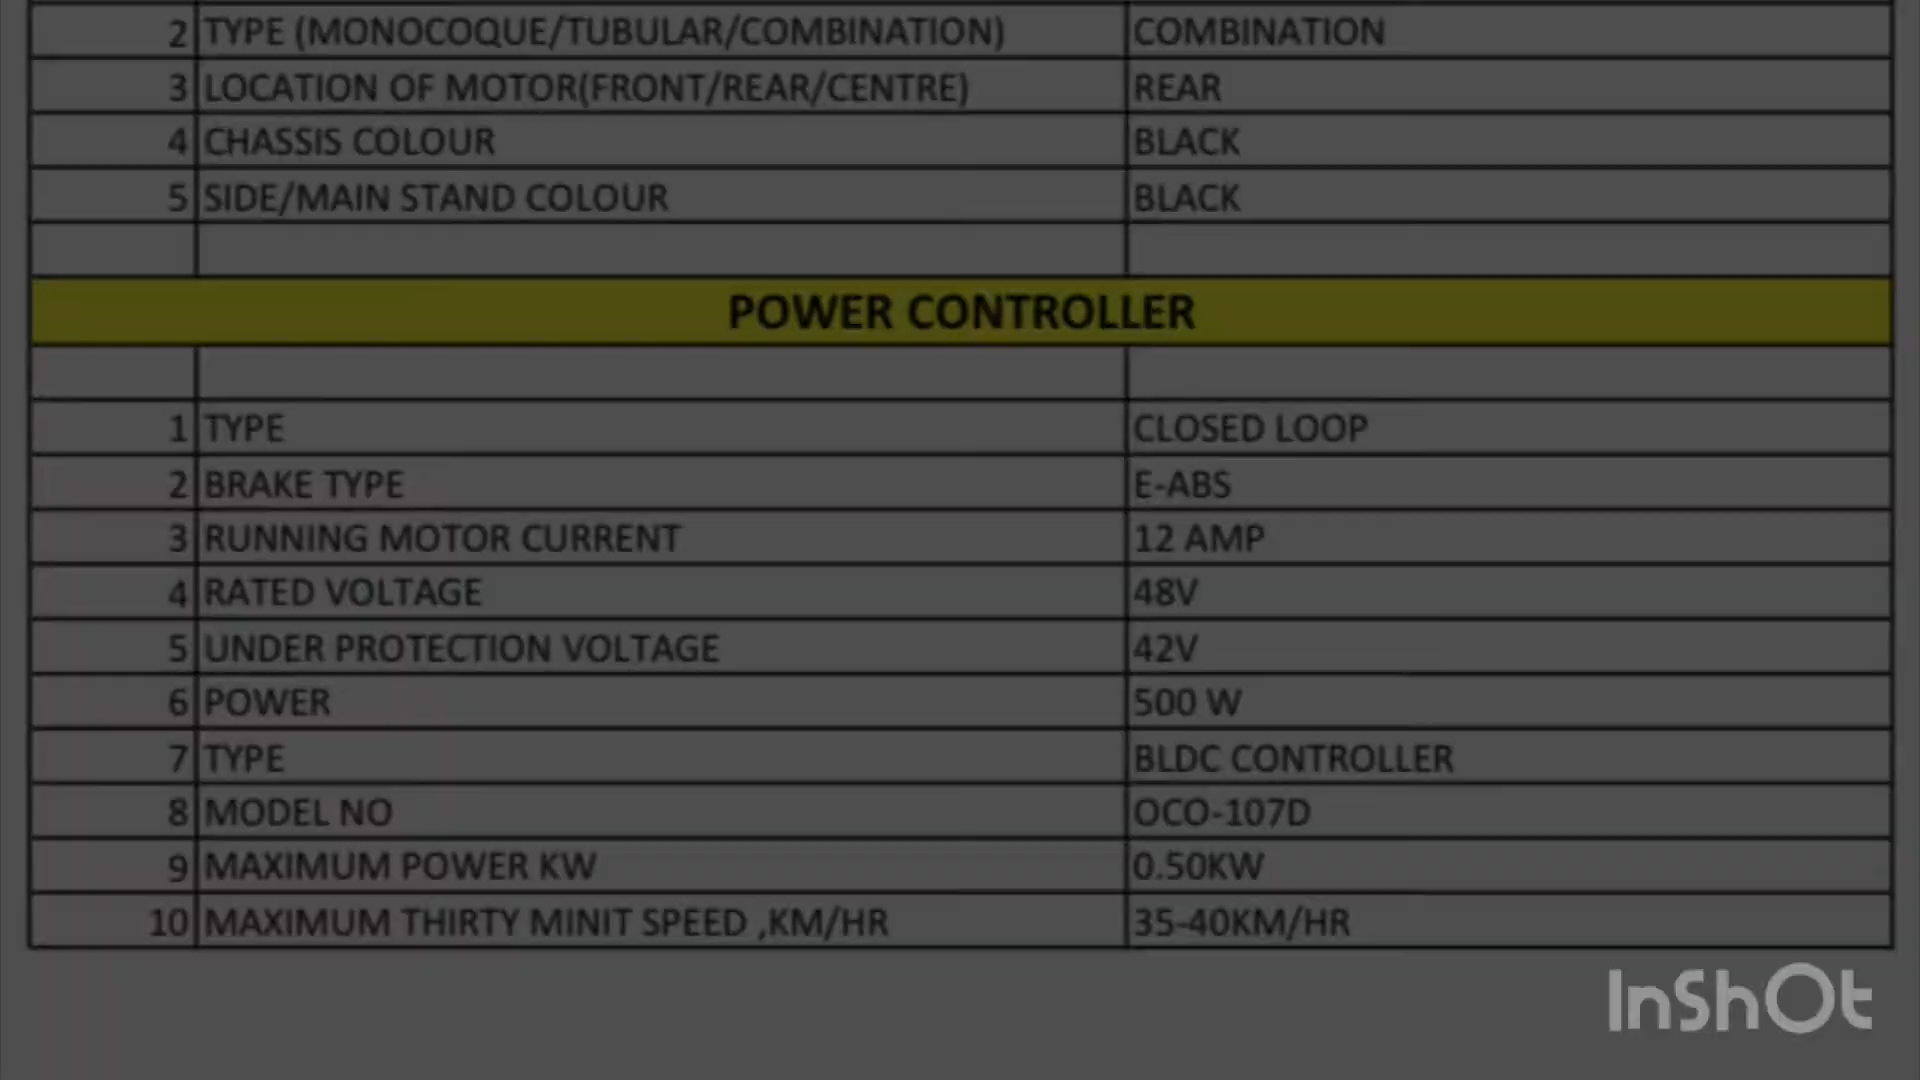 2 TYPE (MONOCOQUE/TUBULAR/COMBINATION) COMBINATION
3 LOCATION OF MOTOR(FRONT/REAR/CENTRE) REAR
4 CHASSIS COLOUR BLACK
5 SIDE/MAIN STAND COLOUR BLACK
POWER CONTROLLER
1 TYPE CLOSED LOOP
2 BRAKE TYPE E-ABS
3 RUNNING MOTOR CURRENT 12 AMP
4 RATED VOLTAGE 48V
5 UNDER PROTECTION VOLTAGE 42V
6 POWER 500 W
7 TYPE BLDC CONTROLLER
8 MODEL NO OCO-107D
9 MAXIMUM POWER KW 0.50KW
10 MAXIMUM THIRTY MINIT SPEED ,KM/HR 35-40KM/HR
InShOt